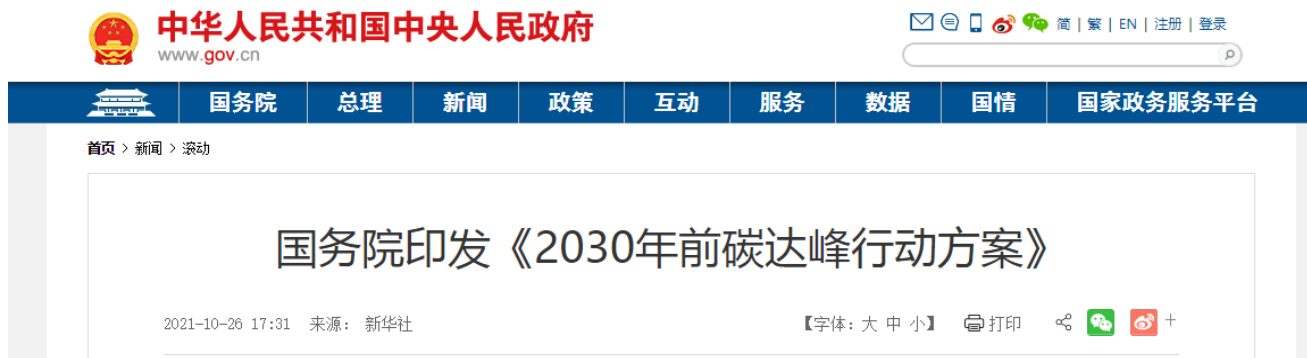 中华人民共和国中央人民政府
www.gov.cn
简 | 繁 | EN | 注册 | 登录
国务院 总理 新闻 政策 互动 服务 数据 国情 国家政务服务平台
首页 > 新闻 > 滚动
国务院印发《2030年前碳达峰行动方案》
2021-10-26 17:31 来源： 新华社 【字体：大 中 小】 打印 +